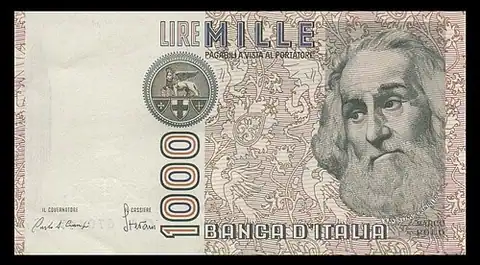 LIRE MILLE
PAGABILI A VISTA AL PORTATORE
1000
IL GOVERNATORE
IL CASSIERE
BANCA D'ITALIA
MARCO
POLO